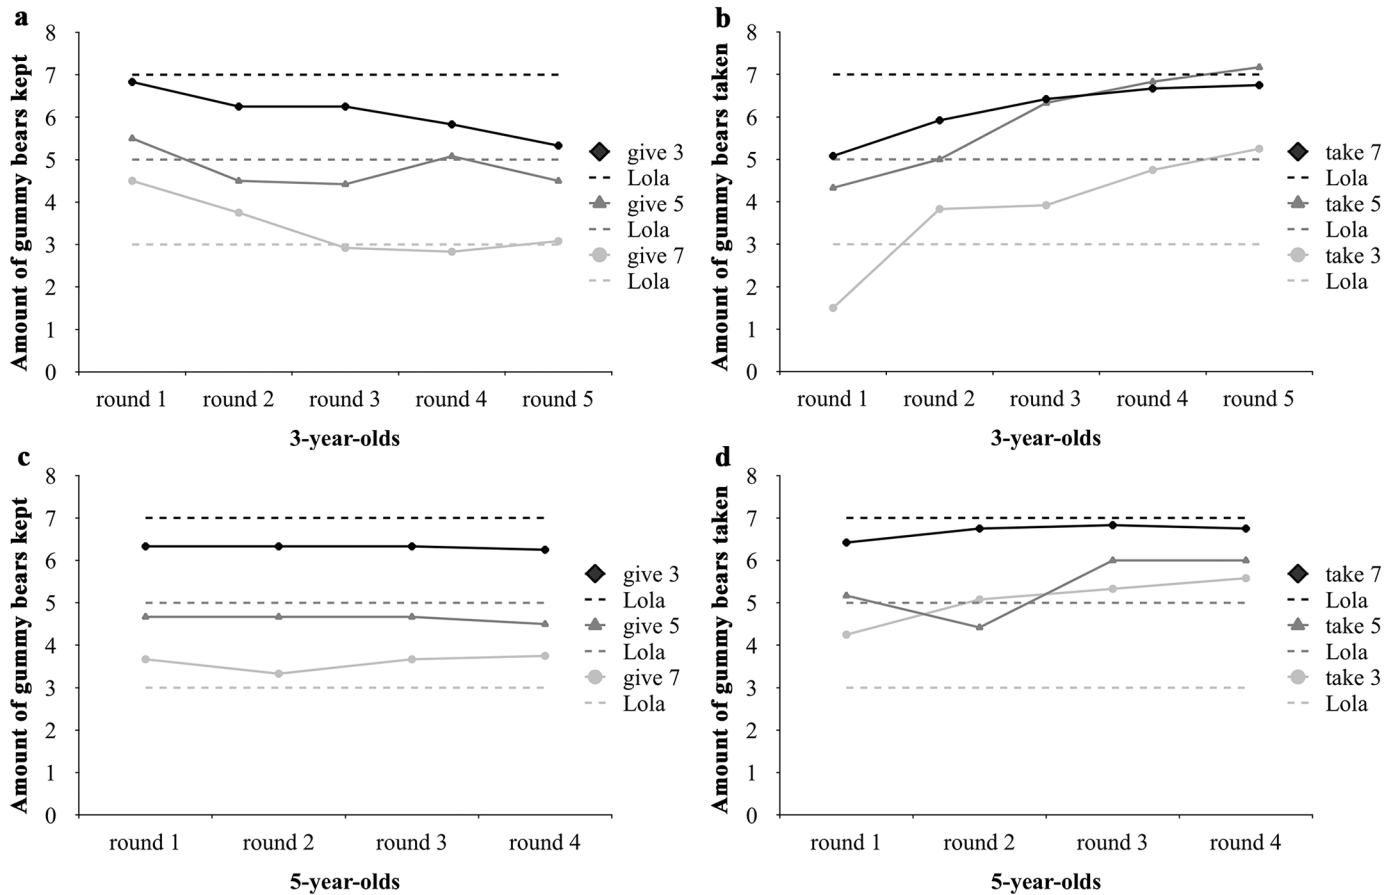 a
Amount of gummy bears kept
8
7
6
5
4
3
2
1
0
round 1 round 2 round 3 round 4 round 5
3-year-olds
give 3
Lola
give 5
Lola
give 7
Lola
b
Amount of gummy bears taken
8
7
6
5
4
3
2
1
0
round 1 round 2 round 3 round 4 round 5
3-year-olds
take 7
Lola
take 5
Lola
take 3
Lola
c
Amount of gummy bears kept
8
7
6
5
4
3
2
1
0
round 1 round 2 round 3 round 4
5-year-olds
give 3
Lola
give 5
Lola
give 7
Lola
d
Amount of gummy bears taken
8
7
6
5
4
3
2
1
0
round 1 round 2 round 3 round 4
5-year-olds
take 7
Lola
take 5
Lola
take 3
Lola